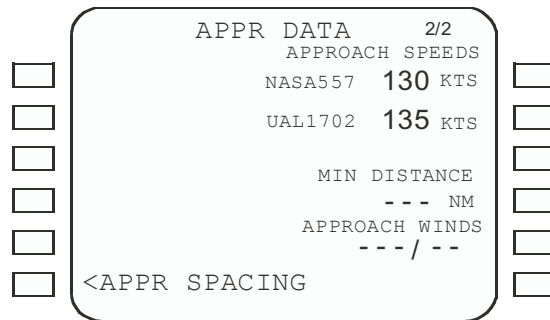 APPR DATA 2/2
APPROACH SPEEDS
NASA557 130 KTS
UAL1702 135 KTS
MIN DISTANCE
--- NM
APPROACH WINDS
---/--
<APPR SPACING